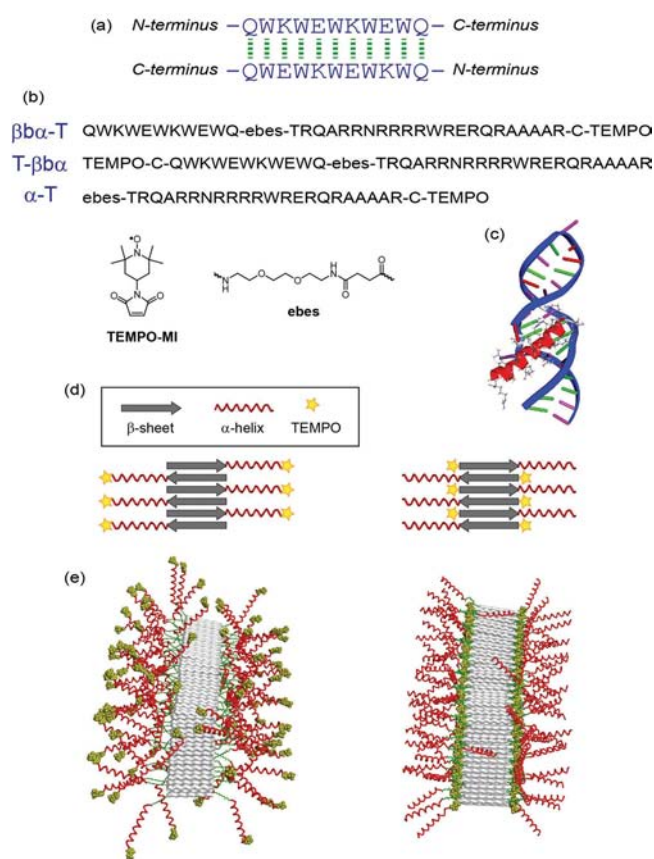 (a)
N-terminus – QWKWEWKWEWQ – C-terminus
C-terminus – QWEWKWEWKWQ – N-terminus
(b)
βbα-T QWKWEWKWEWQ-ebes-TRQARRNRRRRWRERQRAAAAR-C-TEMPO
T-βbα TEMPO-C-QWKWEWKWEWQ-ebes-TRQARRNRRRRWRERQRAAAAR
α-T ebes-TRQARRNRRRRWRERQRAAAAR-C-TEMPO
•O
N
N
O O
TEMPO-MI
N
H
O
O
H
N
O
O
ebes
(c)
(d)
β-sheet α-helix TEMPO
(e)